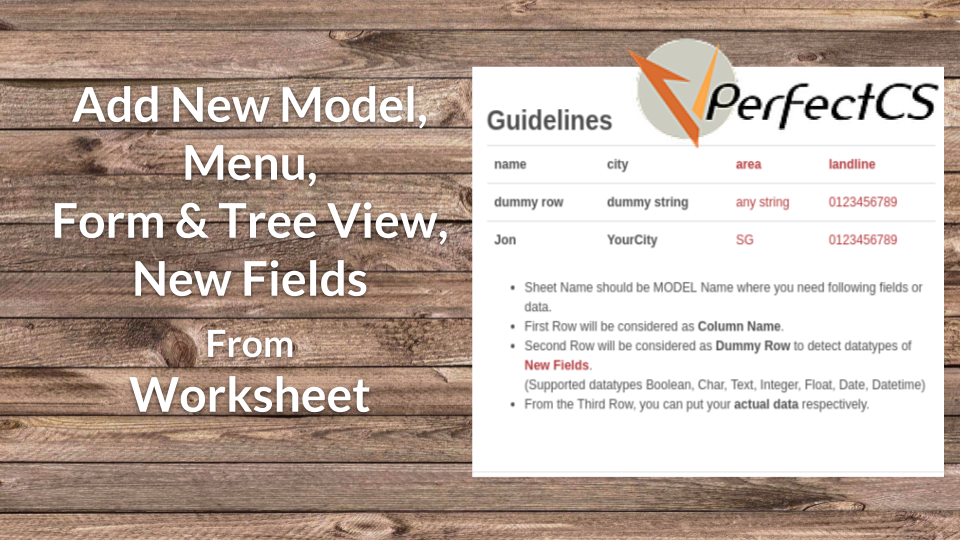 Add New Model,
Menu,
Form & Tree View,
New Fields
From
Worksheet
PerfectCS
Guidelines
name city area landline
dummy row dummy string any string 0123456789
Jon YourCity SG 0123456789
• Sheet Name should be MODEL Name where you need following fields or
data.
• First Row will be considered as Column Name.
• Second Row will be considered as Dummy Row to detect datatypes of
New Fields.
(Supported datatypes Boolean, Char, Text, Integer, Float, Date, Datetime)
• From the Third Row, you can put your actual data respectively.